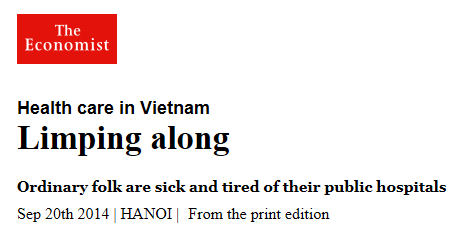 The
Economist
Health care in Vietnam
Limping along
Ordinary folk are sick and tired of their public hospitals
Sep 20th 2014 | HANOI | From the print edition